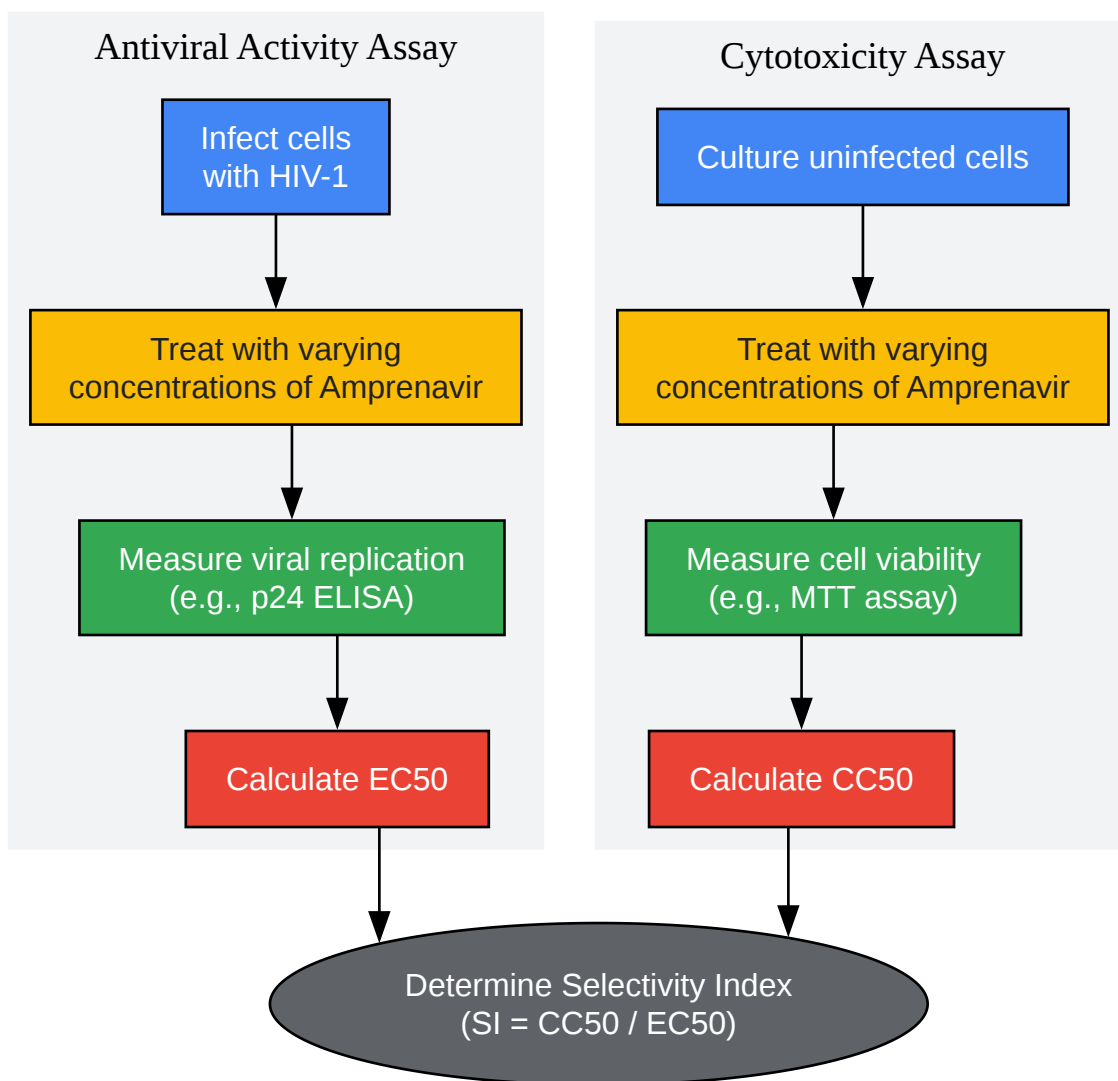 Antiviral Activity Assay
Infect cells
with HIV-1
Treat with varying
concentrations of Amprenavir
Measure viral replication
(e.g., p24 ELISA)
Calculate EC50
Cytotoxicity Assay
Culture uninfected cells
Treat with varying
concentrations of Amprenavir
Measure cell viability
(e.g., MTT assay)
Calculate CC50
Determine Selectivity Index
(SI = CC50 / EC50)